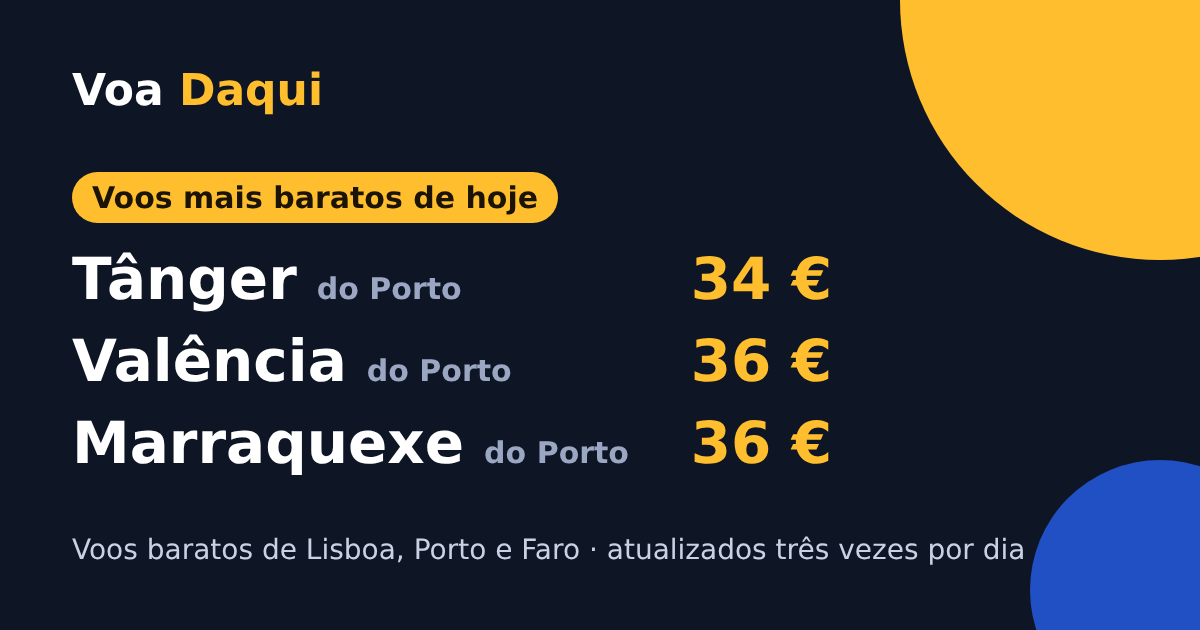 Voa Daqui
Voos mais baratos de hoje
Tânger do Porto 34 €
Valência do Porto 36 €
Marraquexe do Porto 36 €
Voos baratos de Lisboa, Porto e Faro · atualizados três vezes por dia